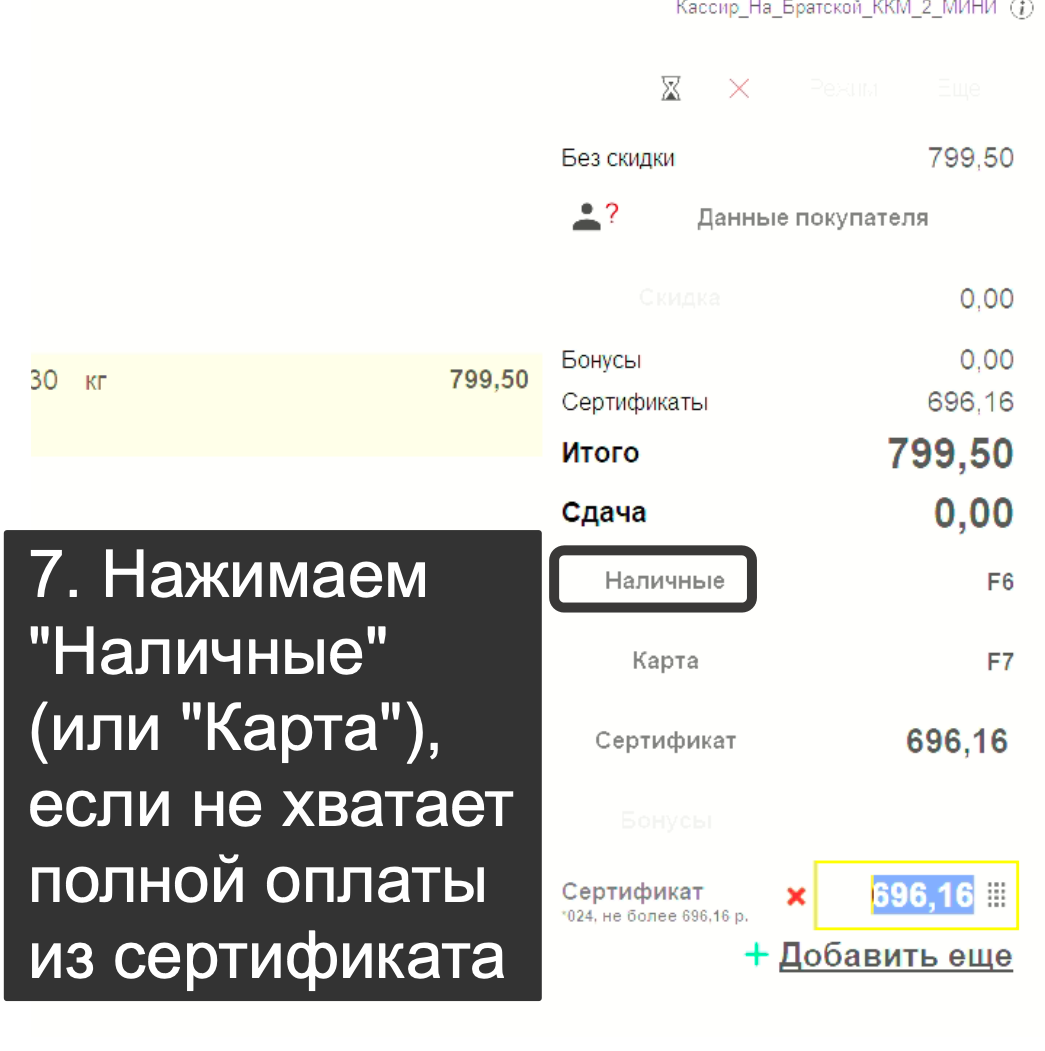 Кассир_На_Братской_ККМ_2_МИНИ
Режим Еще
Без скидки 799,50
? Данные покупателя
Скидка 0,00
Бонусы 0,00
30 кг 799,50
Сертификаты 696,16
Итого 799,50
Сдача 0,00
Наличные F6
Карта F7
Сертификат 696,16
Бонусы
Сертификат 696,16
*024, не более 696,16 р.
+ Добавить еще
7. Нажимаем
"Наличные"
(или "Карта"),
если не хватает
полной оплаты
из сертификата